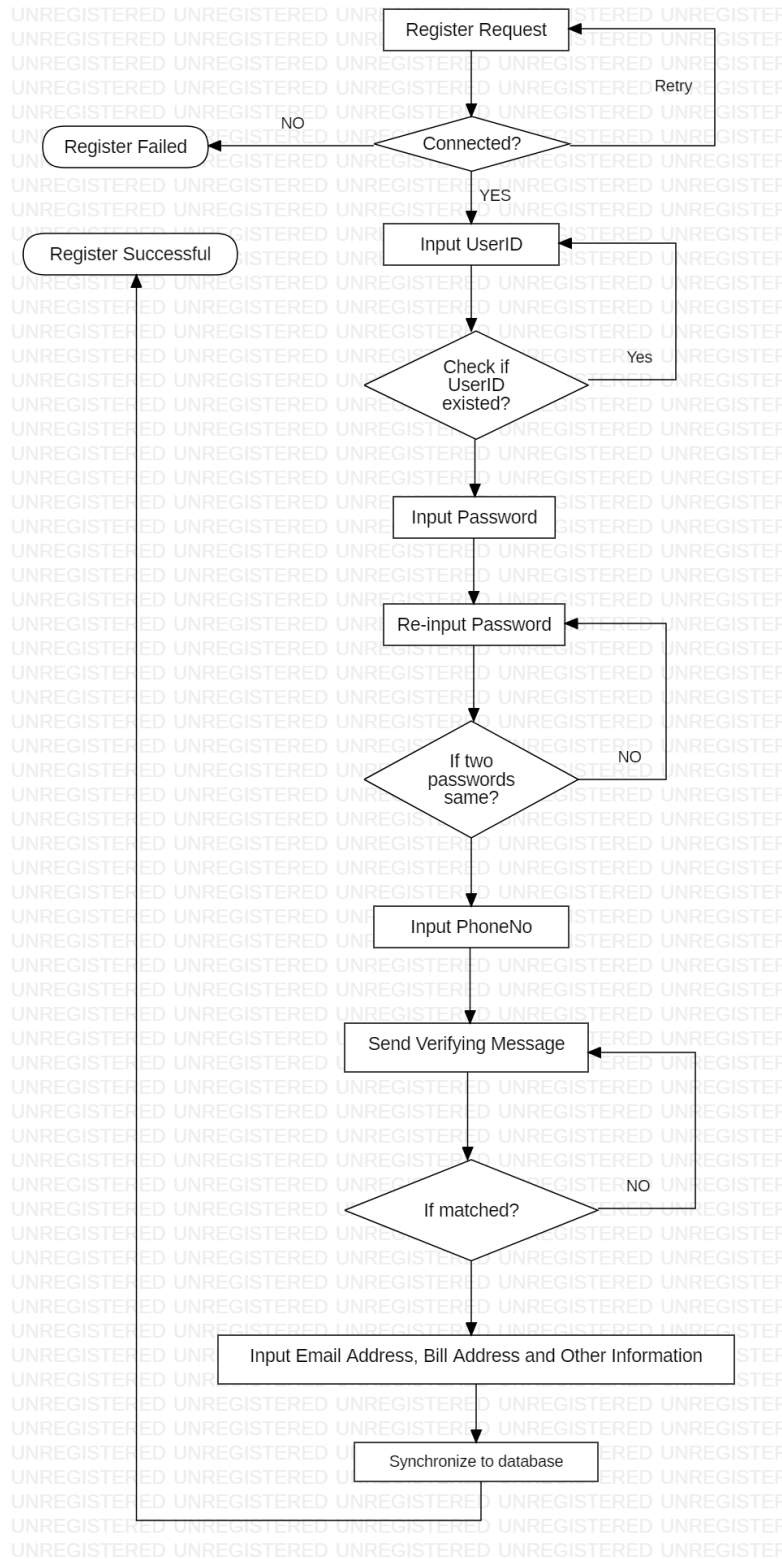 Register Request
Retry
NO
Register Failed
Connected?
YES
Register Successful
Input UserID
Check if
UserID
existed?
Yes
Input Password
Re-input Password
If two
passwords
same?
NO
Input PhoneNo
Send Verifying Message
If matched?
NO
Input Email Address, Bill Address and Other Information
Synchronize to database
UNREGISTERED